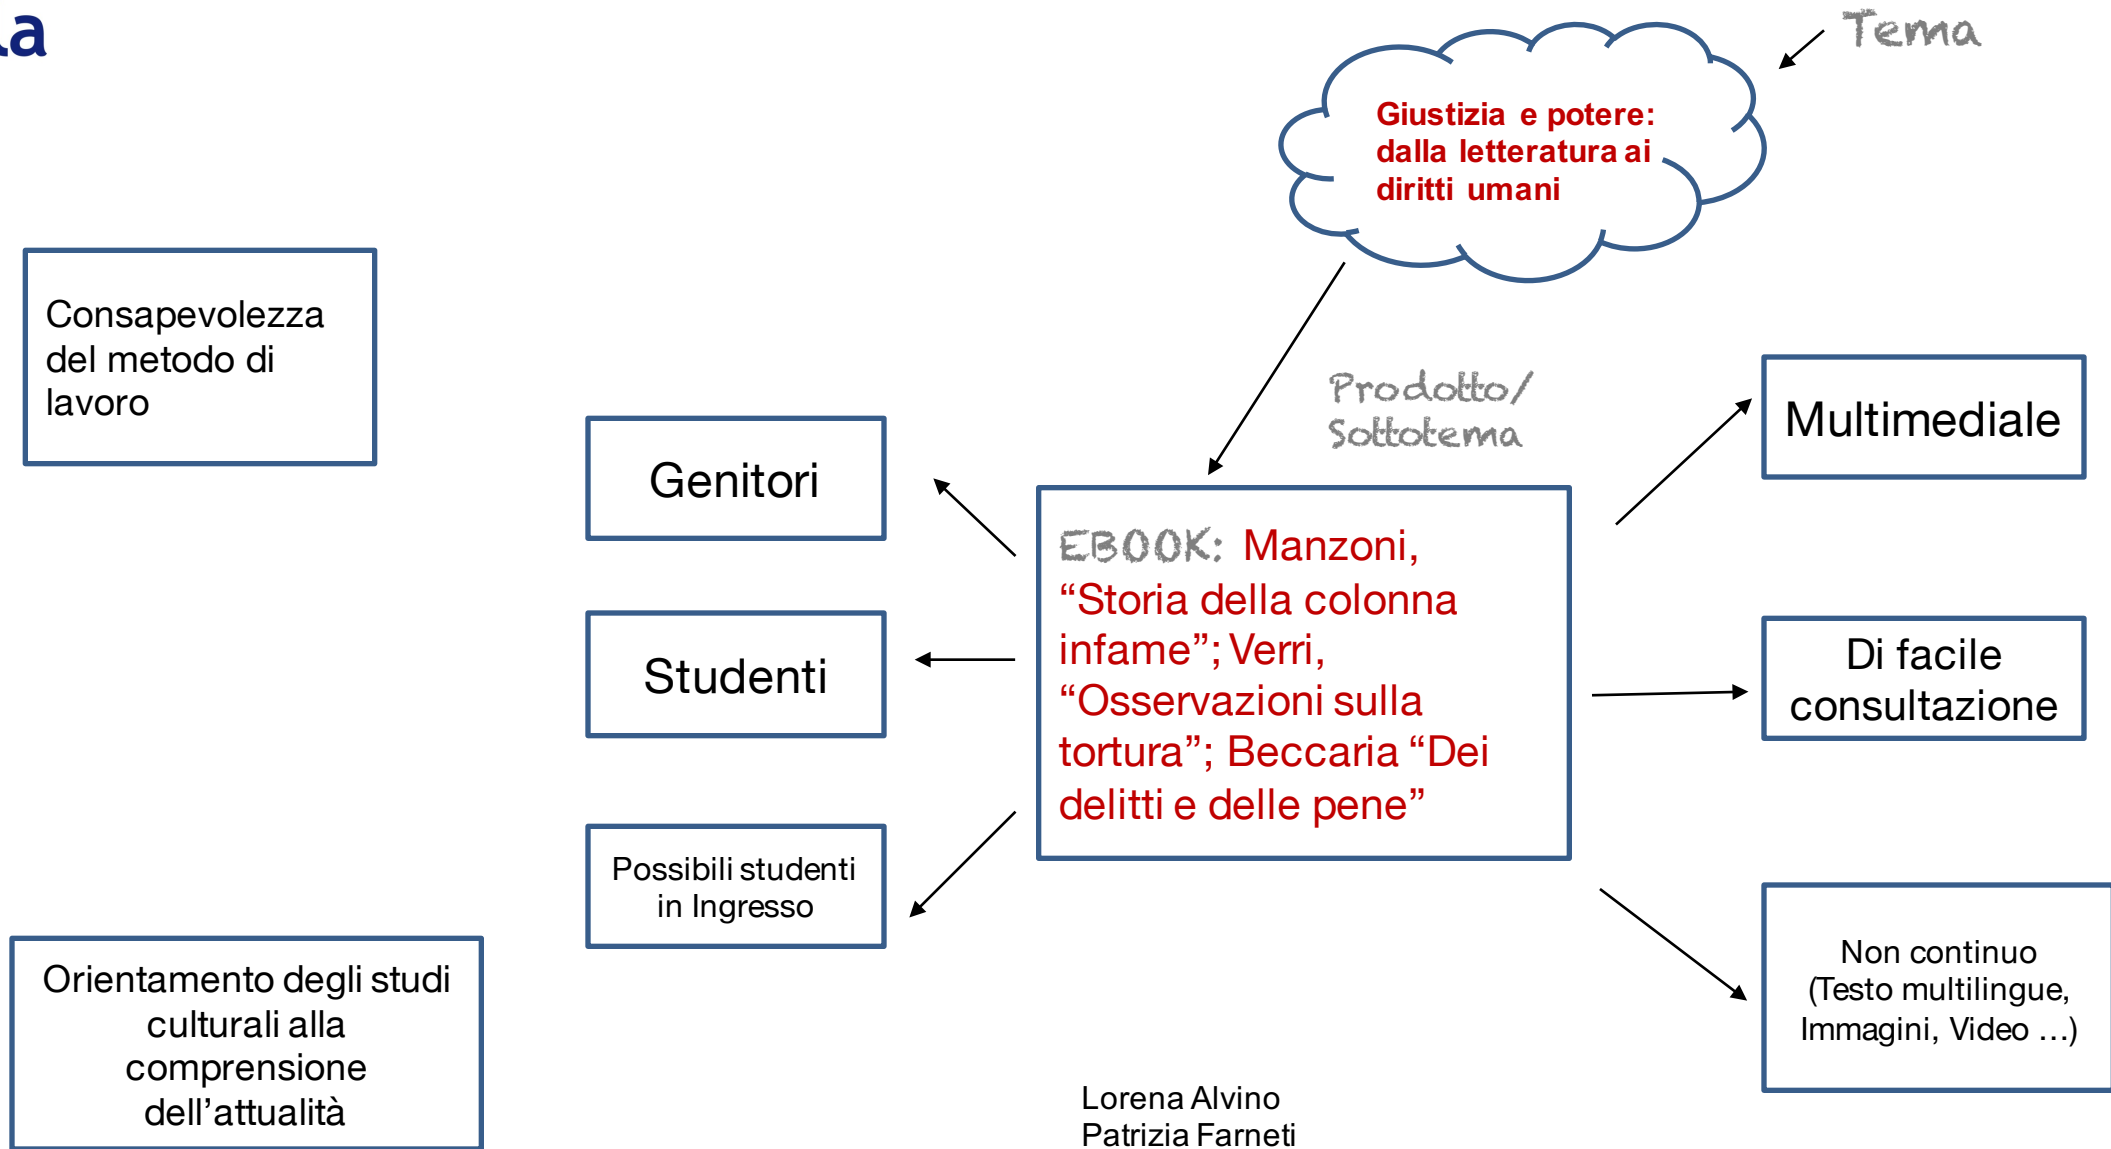 Tema
Giustizia e potere:
dalla letteratura ai
diritti umani
Consapevolezza
del metodo di
lavoro
Prodotto/
Sottotema
Genitori
Studenti
Possibili studenti
in Ingresso
EBOOK: Manzoni,
“Storia della colonna
infame”; Verri,
“Osservazioni sulla
tortura”; Beccaria “Dei
delitti e delle pene”
Multimediale
Di facile
consultazione
Non continuo
(Testo multilingue,
Immagini, Video ...)
Orientamento degli studi
culturali alla
comprensione
dell’attualità
Lorena Alvino
Patrizia Farneti